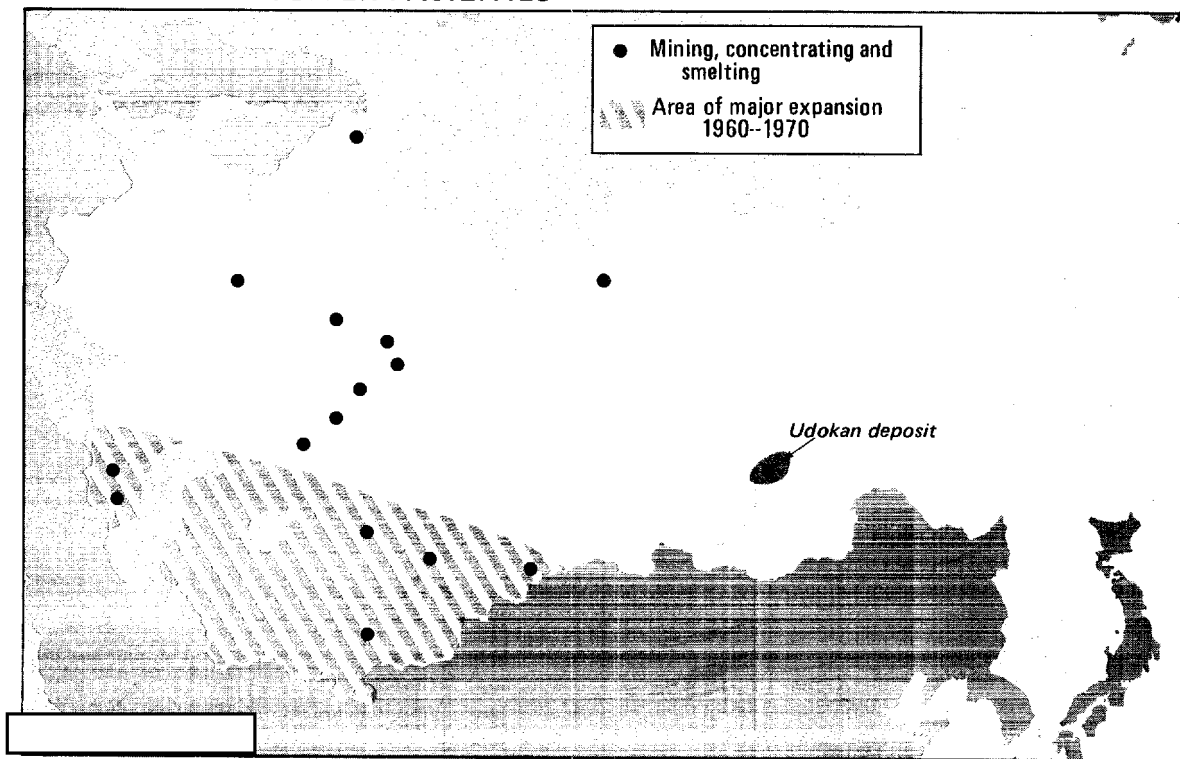 Mining, concentrating and
smelting
Area of major expansion
1960--1970
Udokan deposit